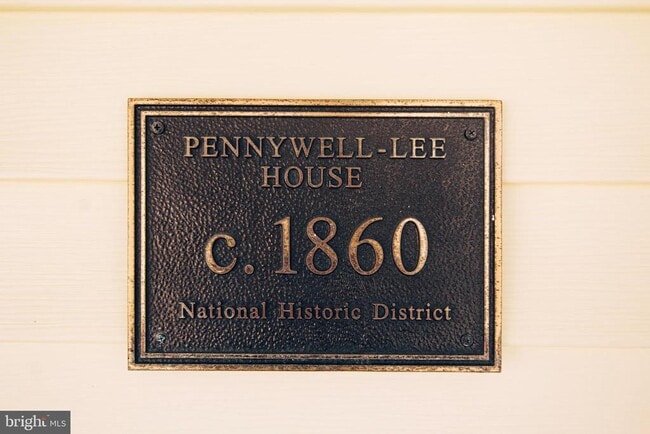 PENNYWELL-LEE
HOUSE
c. 1860
National Historic District
bright MLS